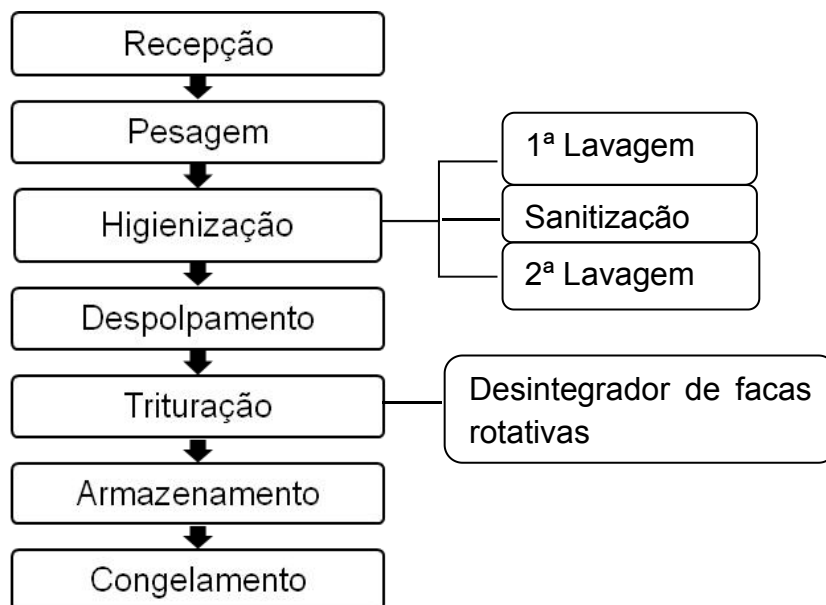 Recepção
Pesagem
Higienização
1ª Lavagem
Sanitização
2ª Lavagem
Despolpamento
Trituração
Desintegrador de facas
rotativas
Armazenamento
Congelamento